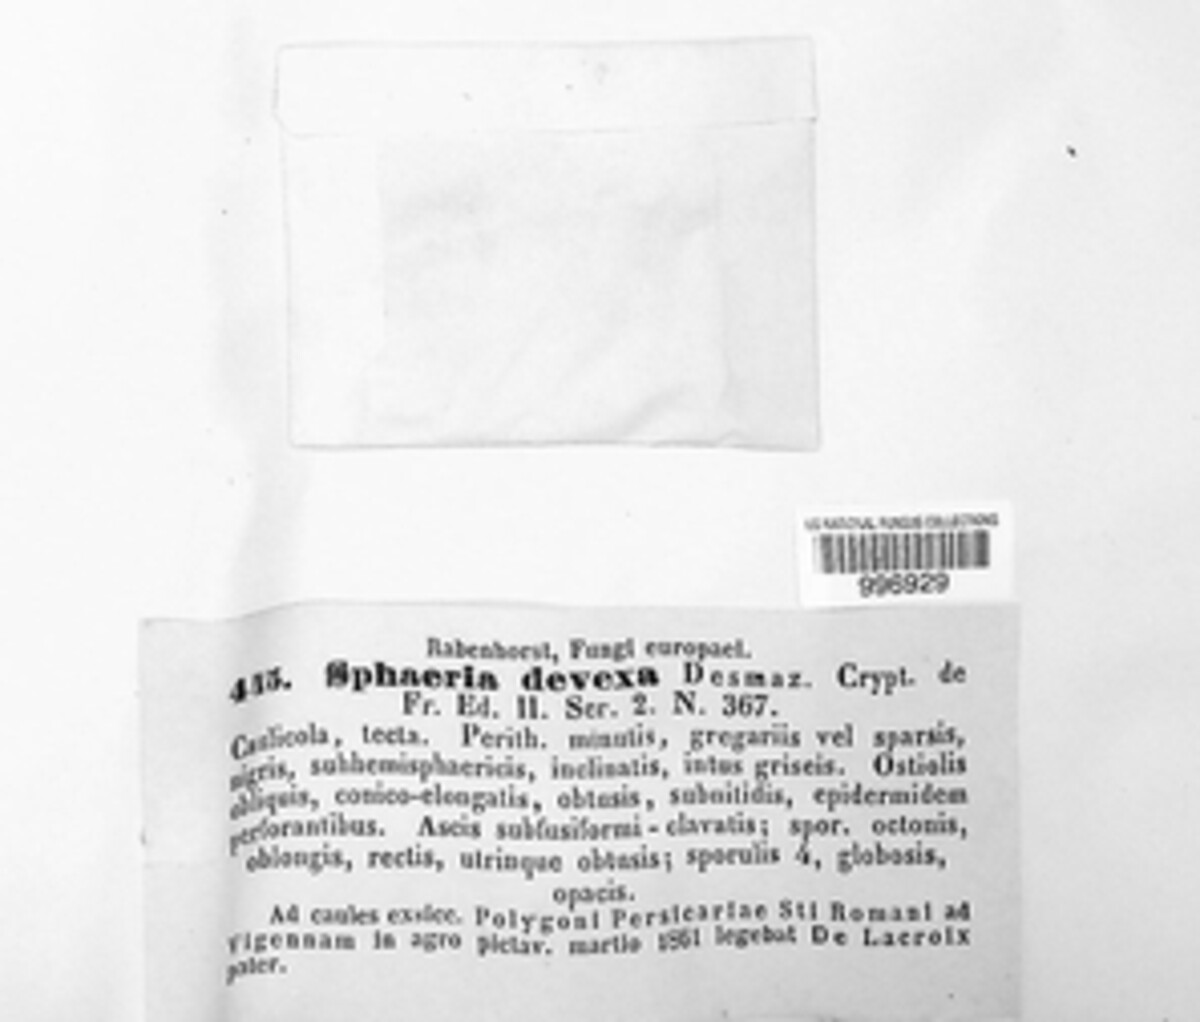 US NATIONAL FUNGUS COLLECTIONS
996929
Rabenhorst, Fungi europaei.
Sphaeria devexa Desmaz. Crypt. de
Fr. Ed. II. Ser. 2. N. 367.
Caulicola, tecta. Perith. minutis, gregariis vel sparsis,
nigris, subhemisphaericis, inclinatis, intus griseis. Ostiolis
obliquis, conico-elongatis, obtusis, subnitidis, epidermidem
perforantibus. Ascis subfusiformi-clavatis; spor. octonis,
oblongis, rectis, utrinque obtusis; sporulis 4, globosis,
opacis.
Ad caules exsicc. Polygoni Persicariae Sti Romani ad
Vigennam in agro pictav. martio 1861 legebat De Lacroix
pater.